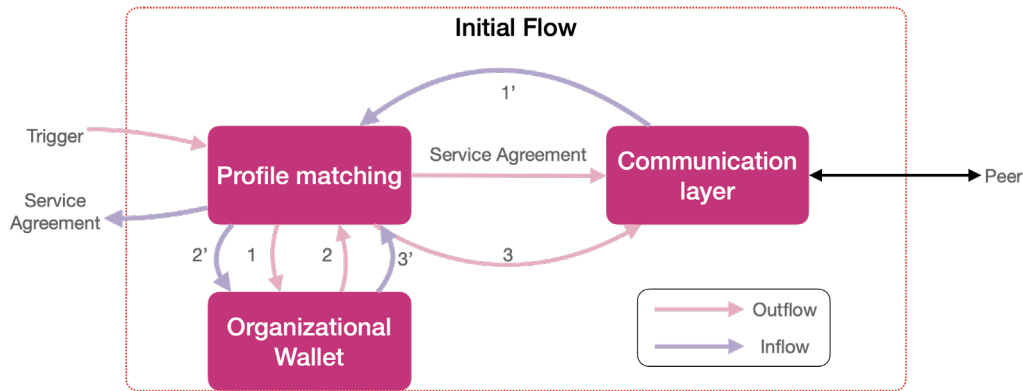 Initial Flow
1’
Trigger
Profile matching
Service Agreement
Communication
layer
Peer
Service
Agreement
2’
1
2
3’
3
Organizational
Wallet
Outflow
Inflow